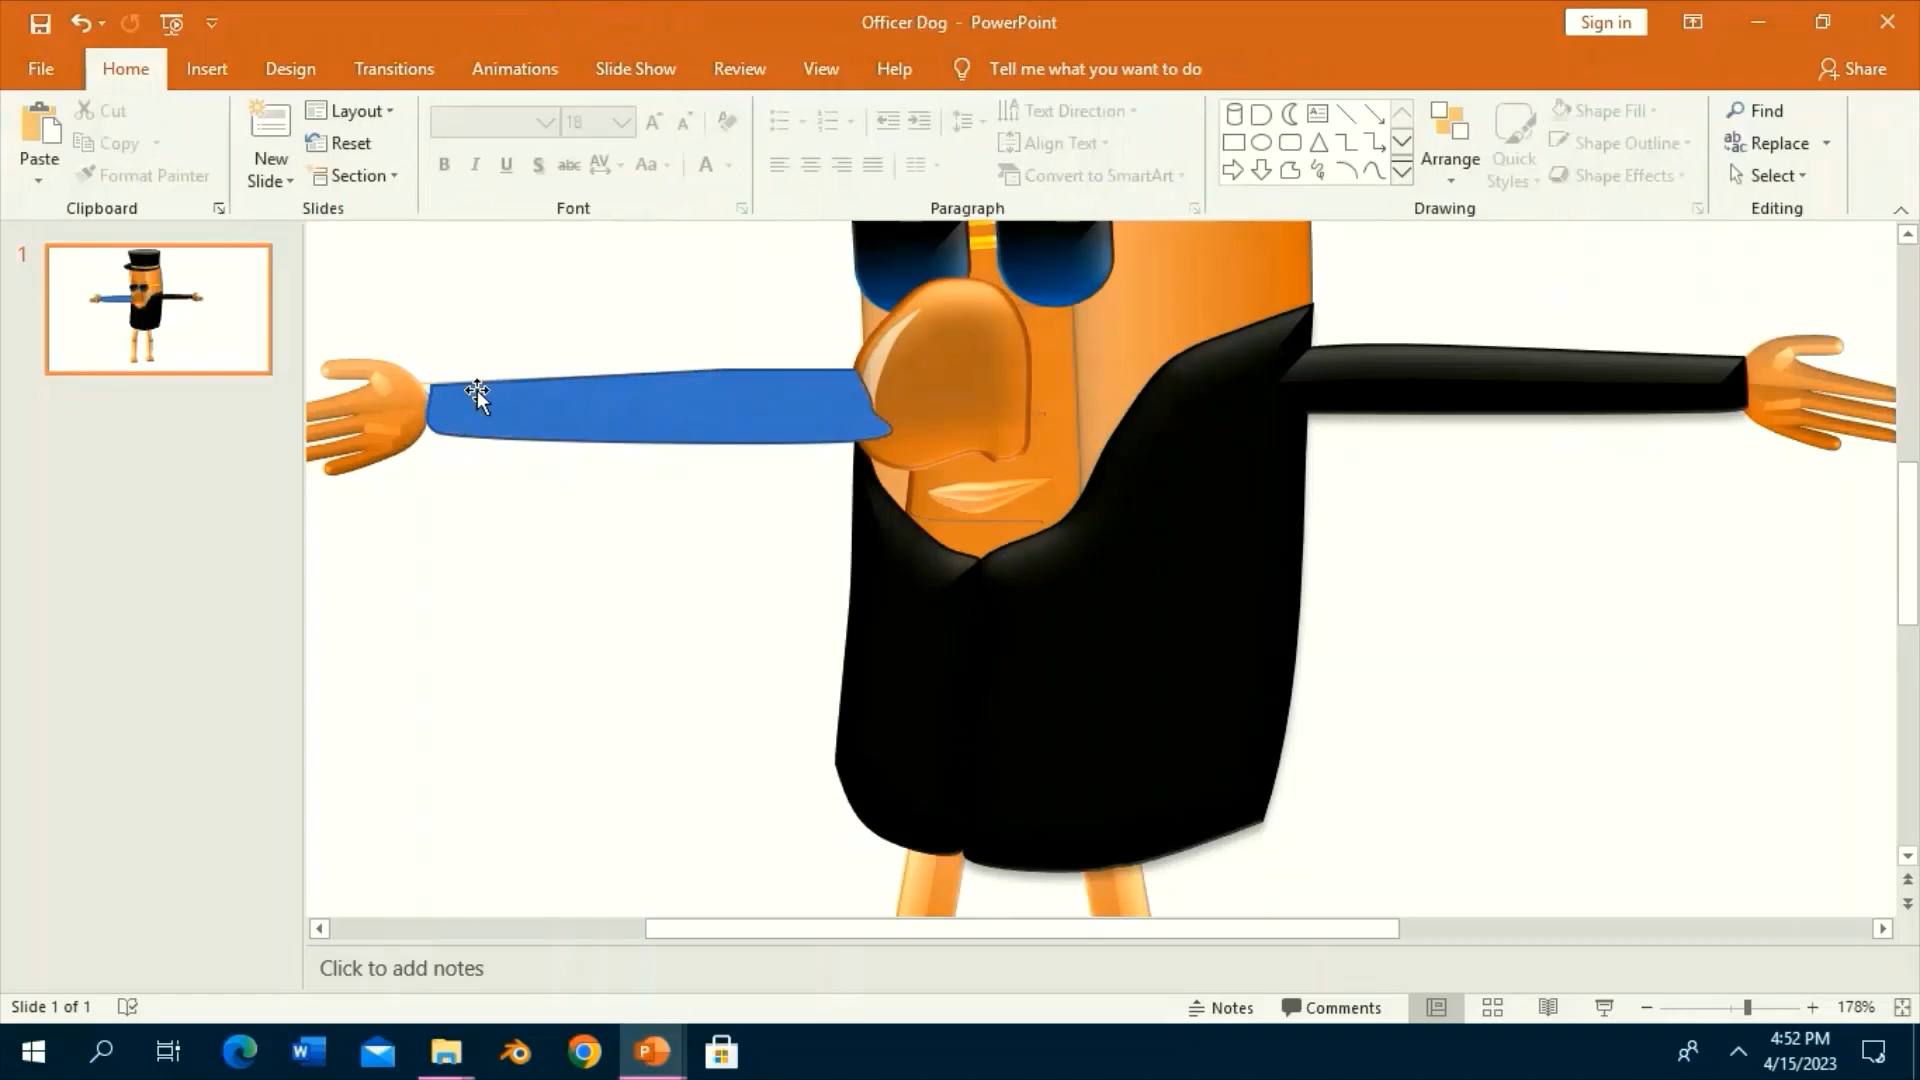 Officer Dog - PowerPoint
Sign in
File Home Insert Design Transitions Animations Slide Show Review View Help Tell me what you want to do Share
Paste
Cut
Copy
Format Painter
Clipboard
New Slide
Layout
Reset
Section
Slides
18
B I U S abc AV Aa A
Font
Text Direction
Align Text
Convert to SmartArt
Paragraph
Arrange
Quick Styles
Shape Fill
Shape Outline
Shape Effects
Drawing
Find
Replace
Select
Editing
1
Click to add notes
Slide 1 of 1
Notes
Comments
178%
4:52 PM
4/15/2023